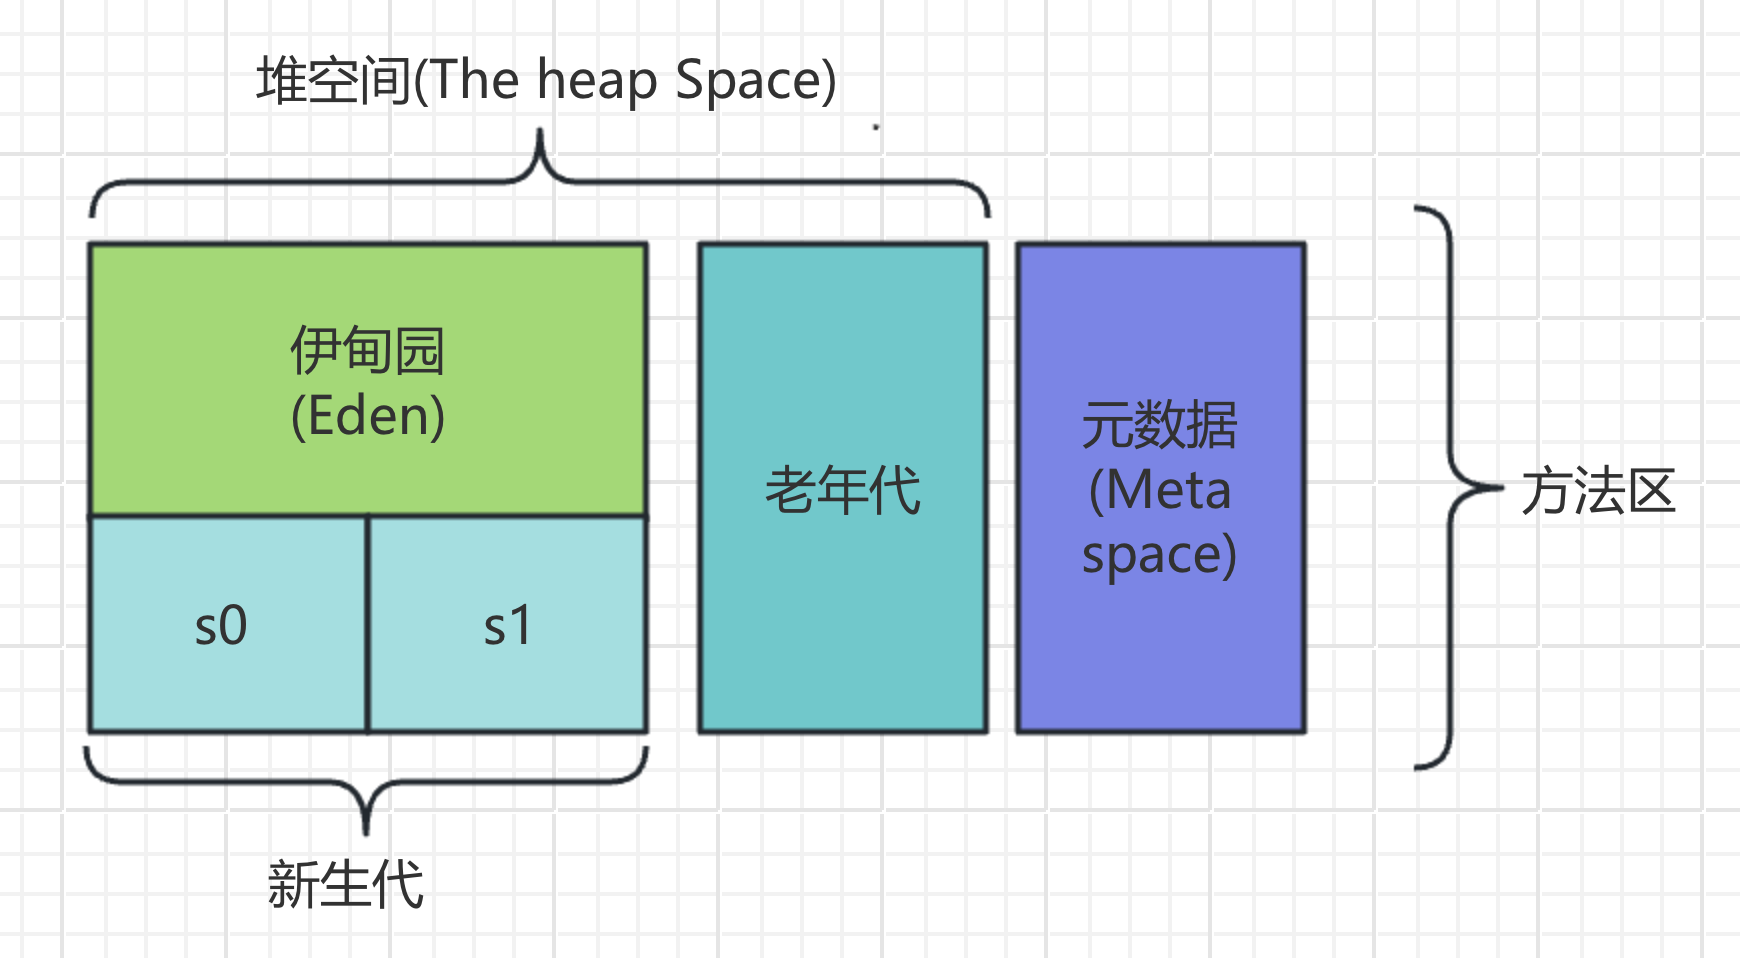 堆空间(The heap Space)
伊甸园
(Eden)
s0
s1
老年代
元数据
(Meta
space)
方法区
新生代